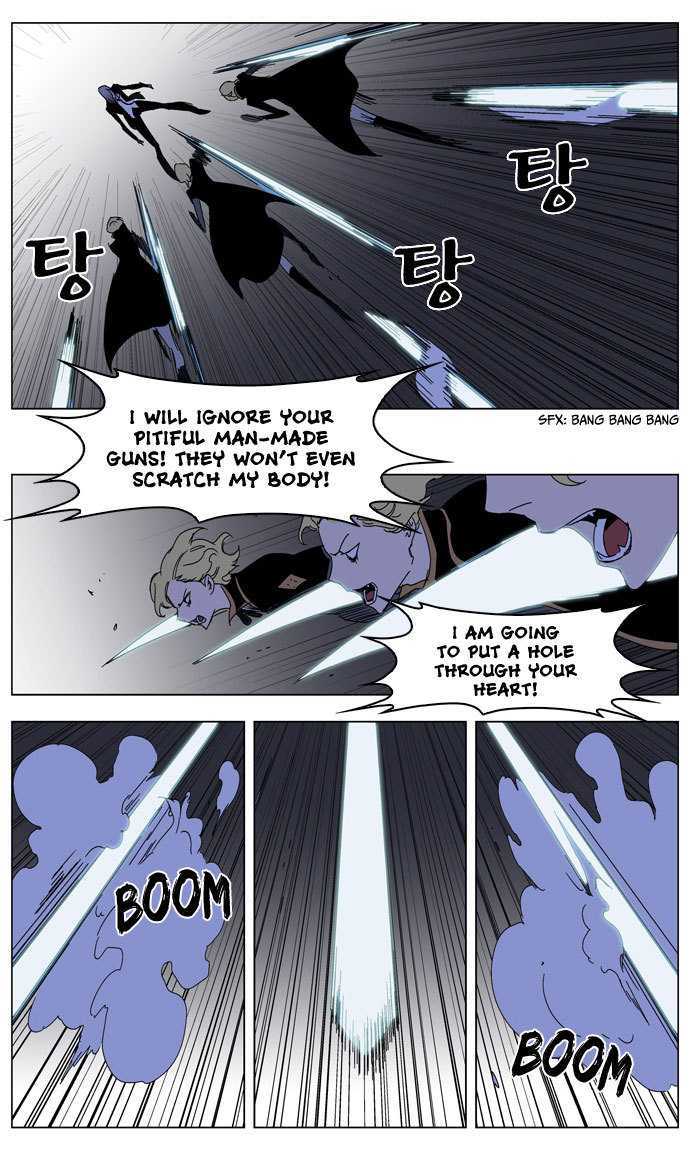 탕
탕
탕
SFX: BANG BANG BANG
I WILL IGNORE YOUR
PITIFUL MAN-MADE
GUNS! THEY WON'T EVEN
SCRATCH MY BODY!
I AM GOING
TO PUT A HOLE
THROUGH YOUR
HEART!
BOOM
BOOM